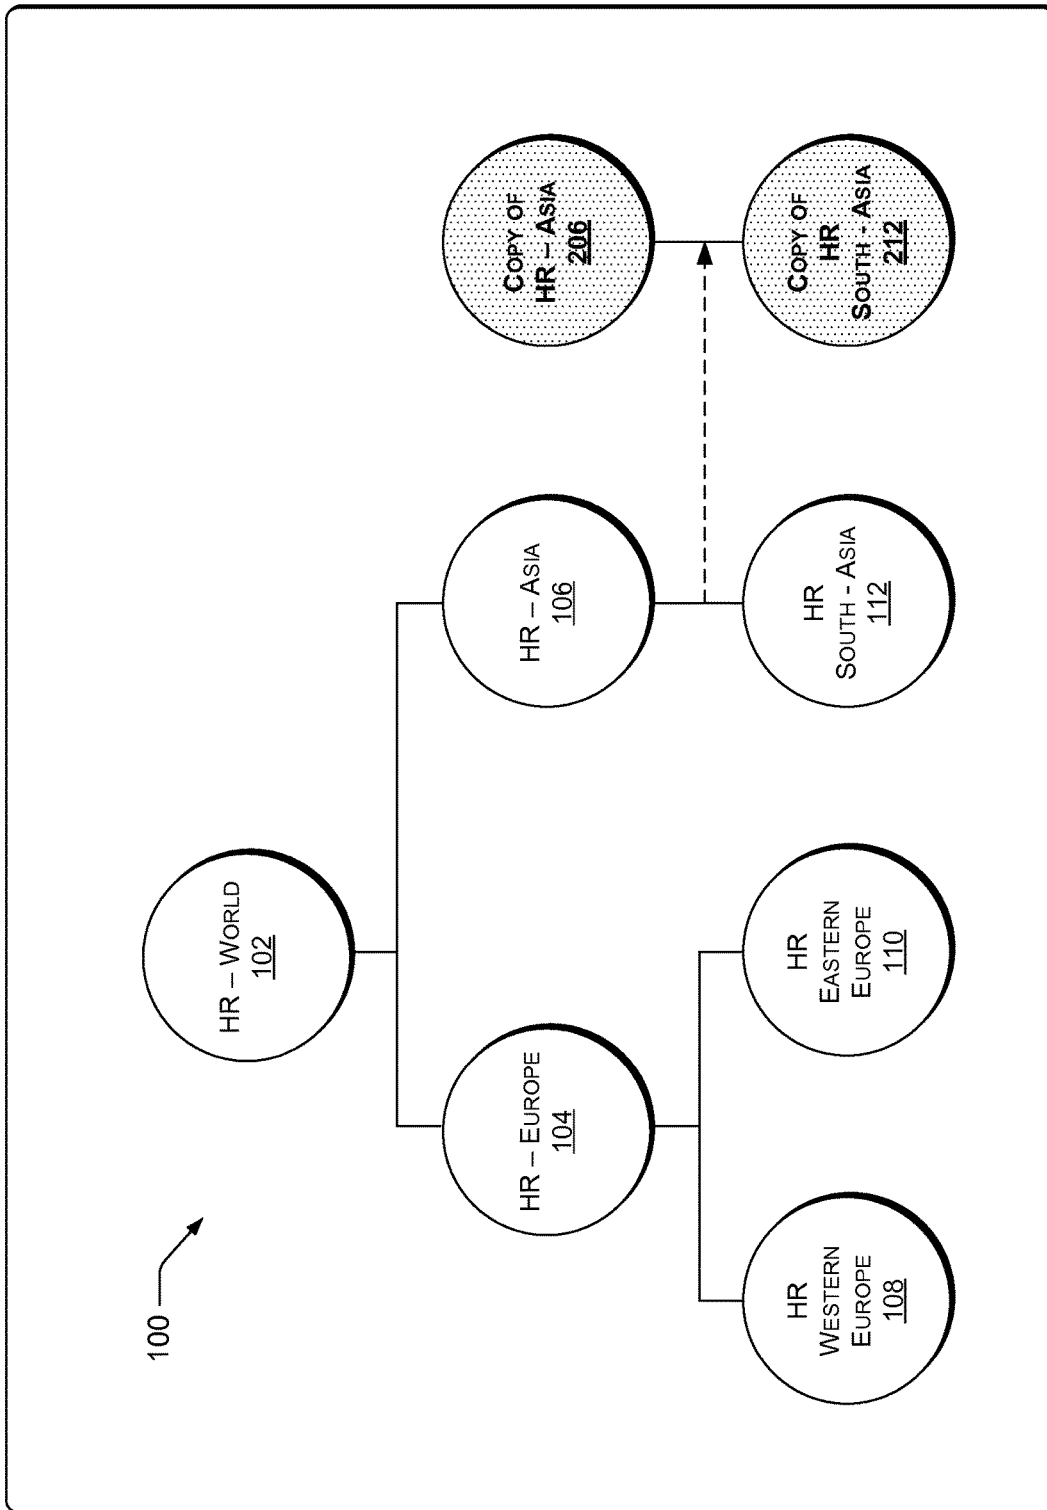 100
HR – WORLD
102
HR – EUROPE
104
HR – ASIA
106
COPY OF
HR – ASIA
206
HR
WESTERN
EUROPE
108
HR
EASTERN
EUROPE
110
HR
SOUTH - ASIA
112
COPY OF
HR
SOUTH - ASIA
212